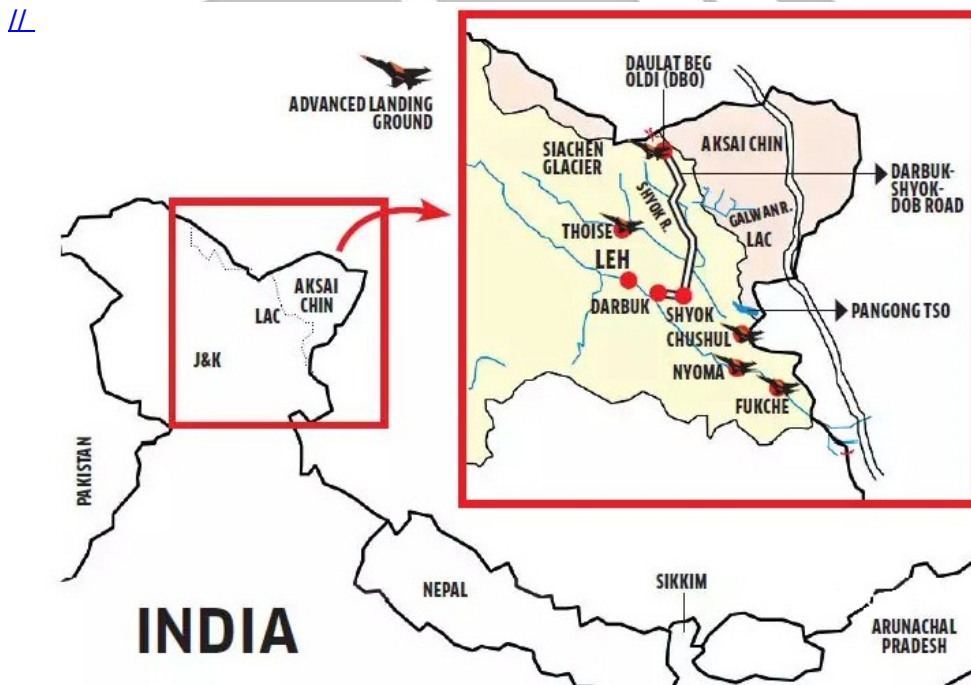 //
ADVANCED LANDING
GROUND
DAULAT BEG
OLDI (DBO)
SIACHEN
GLACIER
AKSAI CHIN
DARBUK-
SHYOK-
DOB ROAD
SHYOK R.
GALWAN R.
LAC
THOISE
LEH
DARBUK
SHYOK
PANGONG TSO
CHUSHUL
NYOMA
FUKCHE
AKSAI
CHIN
LAC
J&K
PAKISTAN
NEPAL
SIKKIM
ARUNACHAL
PRADESH
INDIA